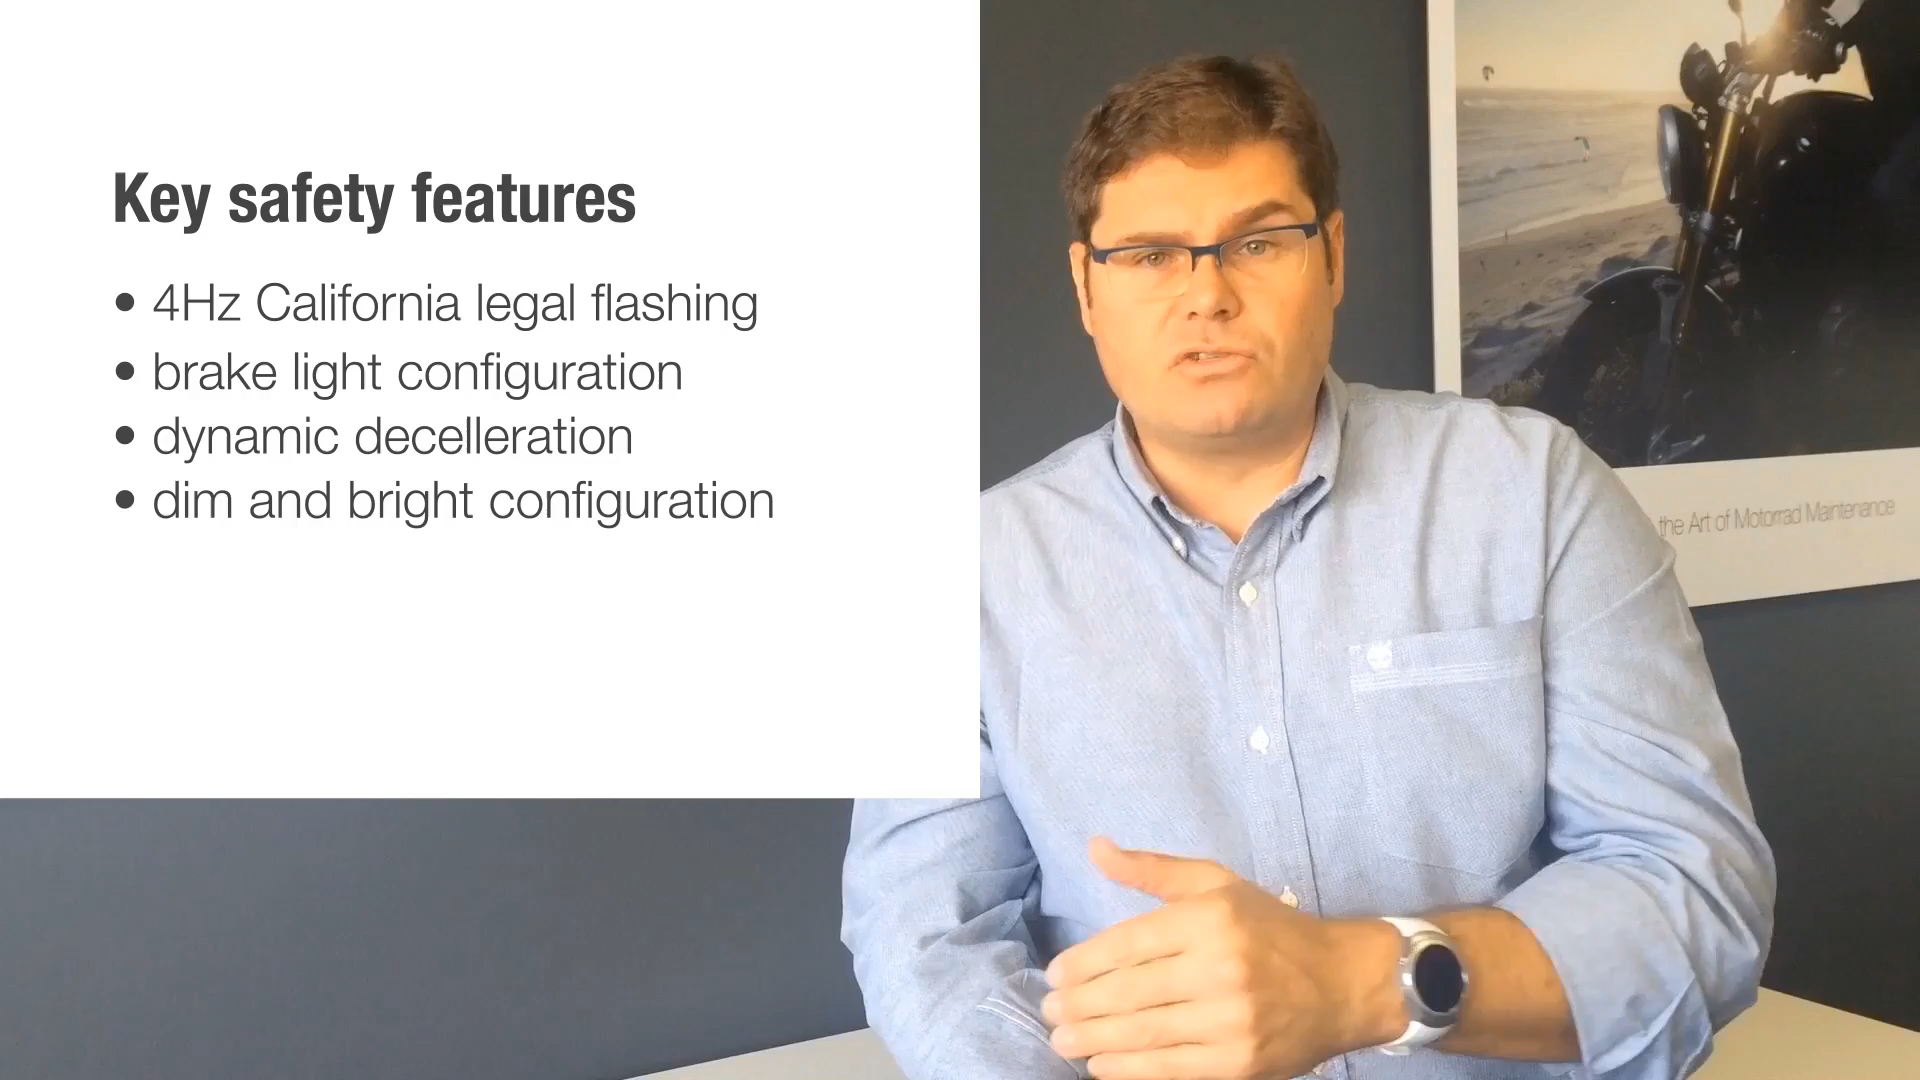 Key safety features
• 4Hz California legal flashing
• brake light configuration
• dynamic decelleration
• dim and bright configuration
the Art of Motorrad Maintenance